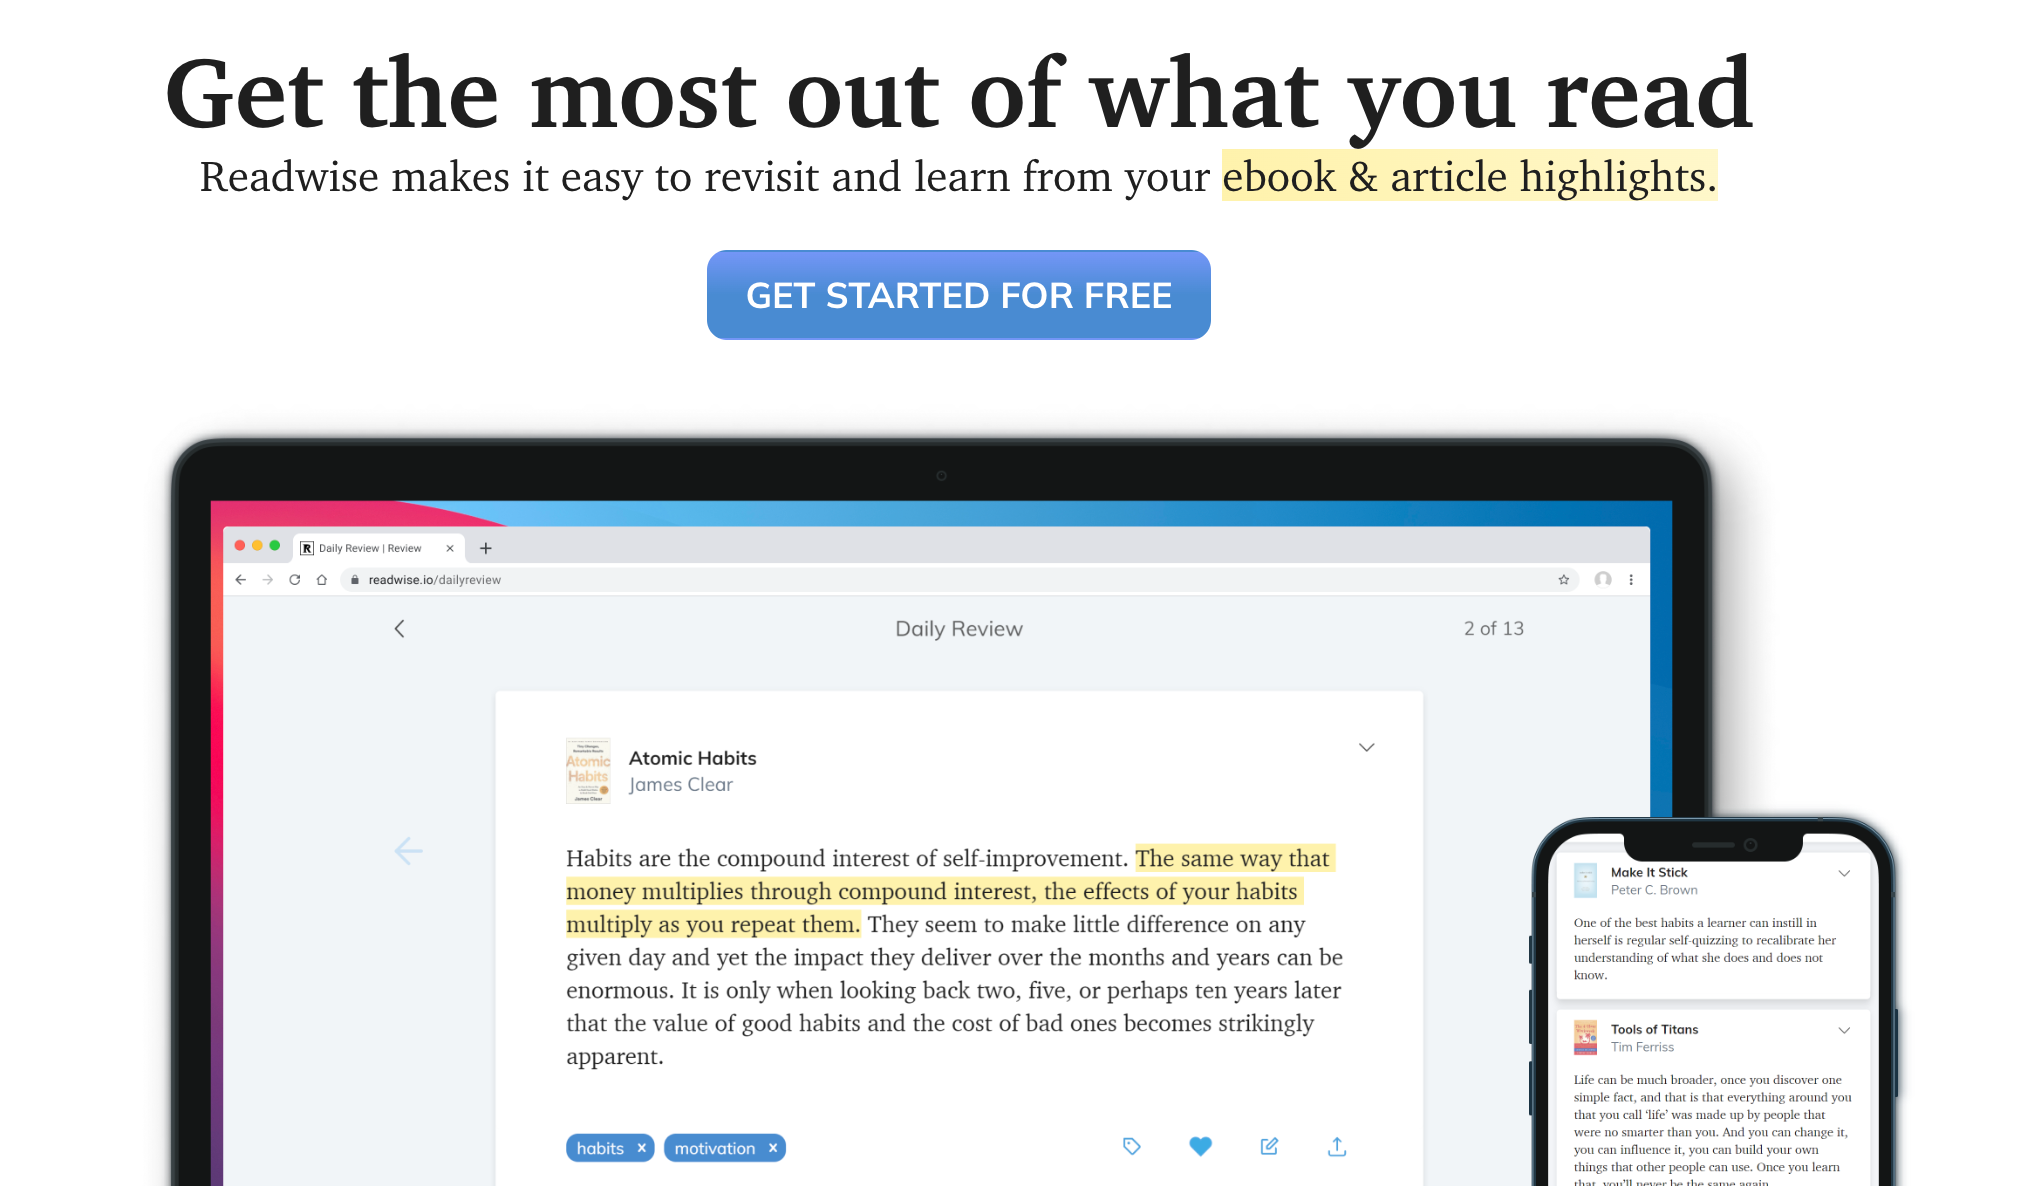 Get the most out of what you read
Readwise makes it easy to revisit and learn from your ebook & article highlights.
GET STARTED FOR FREE
R Daily Review | Review
readwise.io/dailyreview
Daily Review
2 of 13
Atomic Habits
James Clear
Atomic
Habits
James Clear
Habits are the compound interest of self-improvement. The same way that
money multiplies through compound interest, the effects of your habits
multiply as you repeat them. They seem to make little difference on any
given day and yet the impact they deliver over the months and years can be
enormous. It is only when looking back two, five, or perhaps ten years later
that the value of good habits and the cost of bad ones becomes strikingly
apparent.
habits x
motivation x
Make It Stick
Peter C. Brown
One of the best habits a learner can instill in
herself is regular self-quizzing to recalibrate her
understanding of what she does and does not
know.
Tools of Titans
Tim Ferriss
Life can be much broader, once you discover one
simple fact, and that is that everything around you
that you call ‘life’ was made up by people that
were no smarter than you. And you can change it,
you can influence it, you can build your own
things that other people can use. Once you learn
that, you’ll never be the same again.